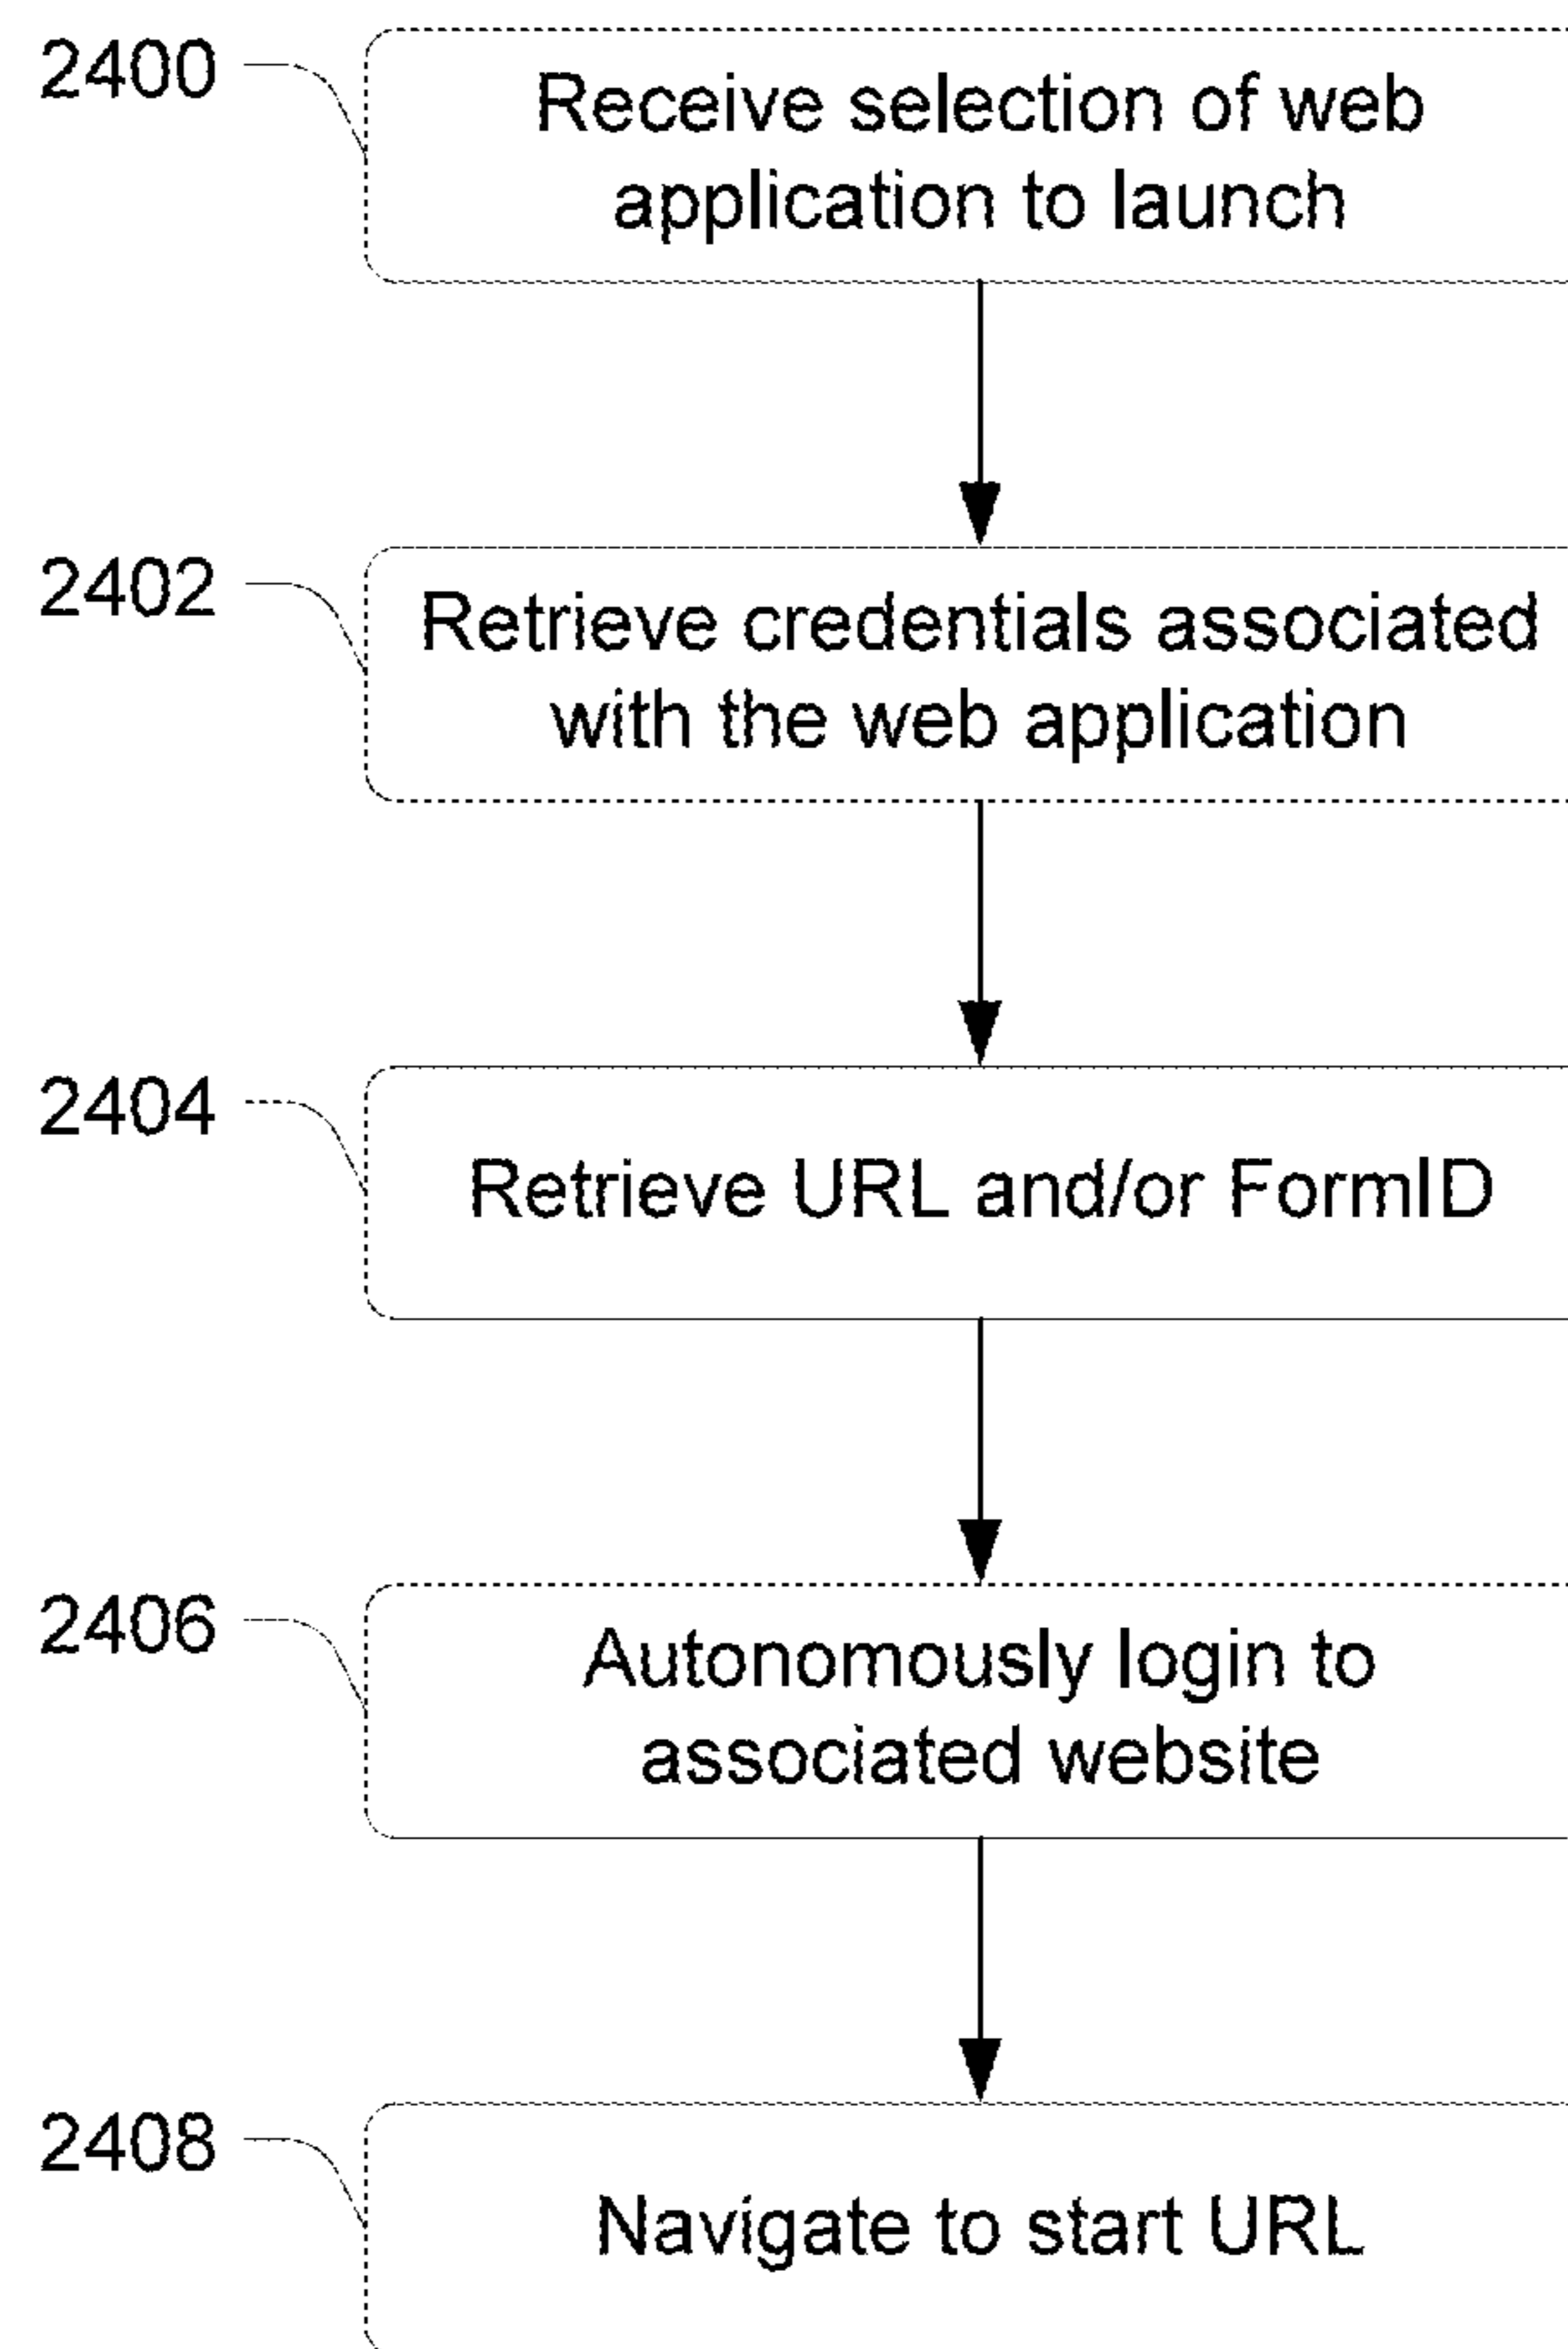 2400
Receive selection of web
application to launch
2402
Retrieve credentials associated
with the web application
2404
Retrieve URL and/or FormID
2406
Autonomously login to
associated website
2408
Navigate to start URL